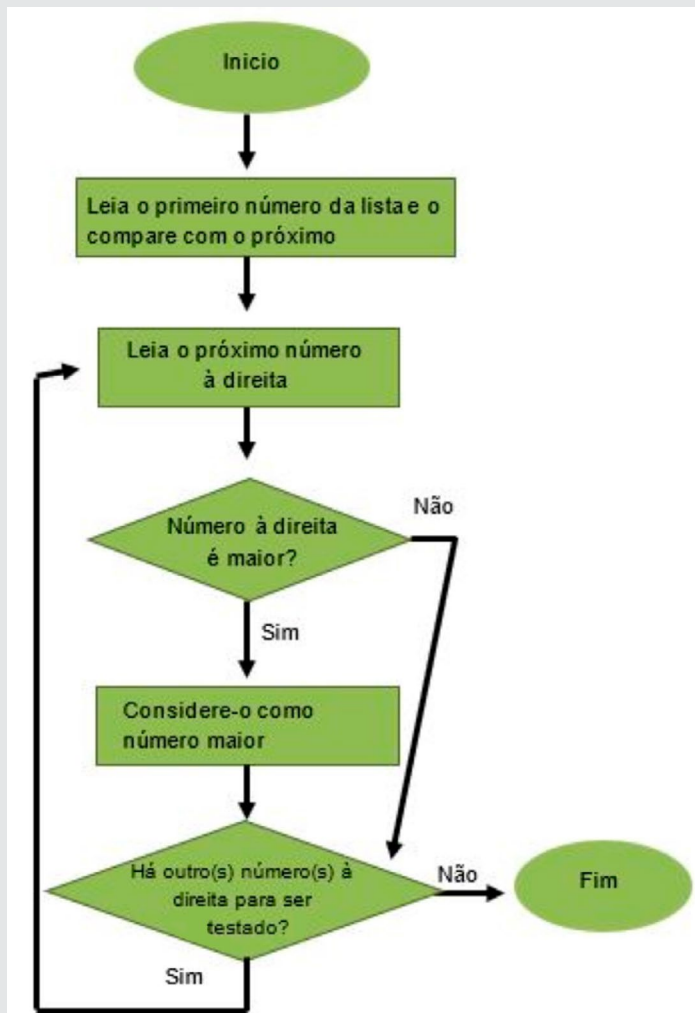 Inicio
Leia o primeiro número da lista e o
compare com o próximo
Leia o próximo número
à direita
Número à direita
é maior?
Não
Sim
Considere-o como
número maior
Há outro(s) número(s) à
direita para ser
testado?
Não
Fim
Sim